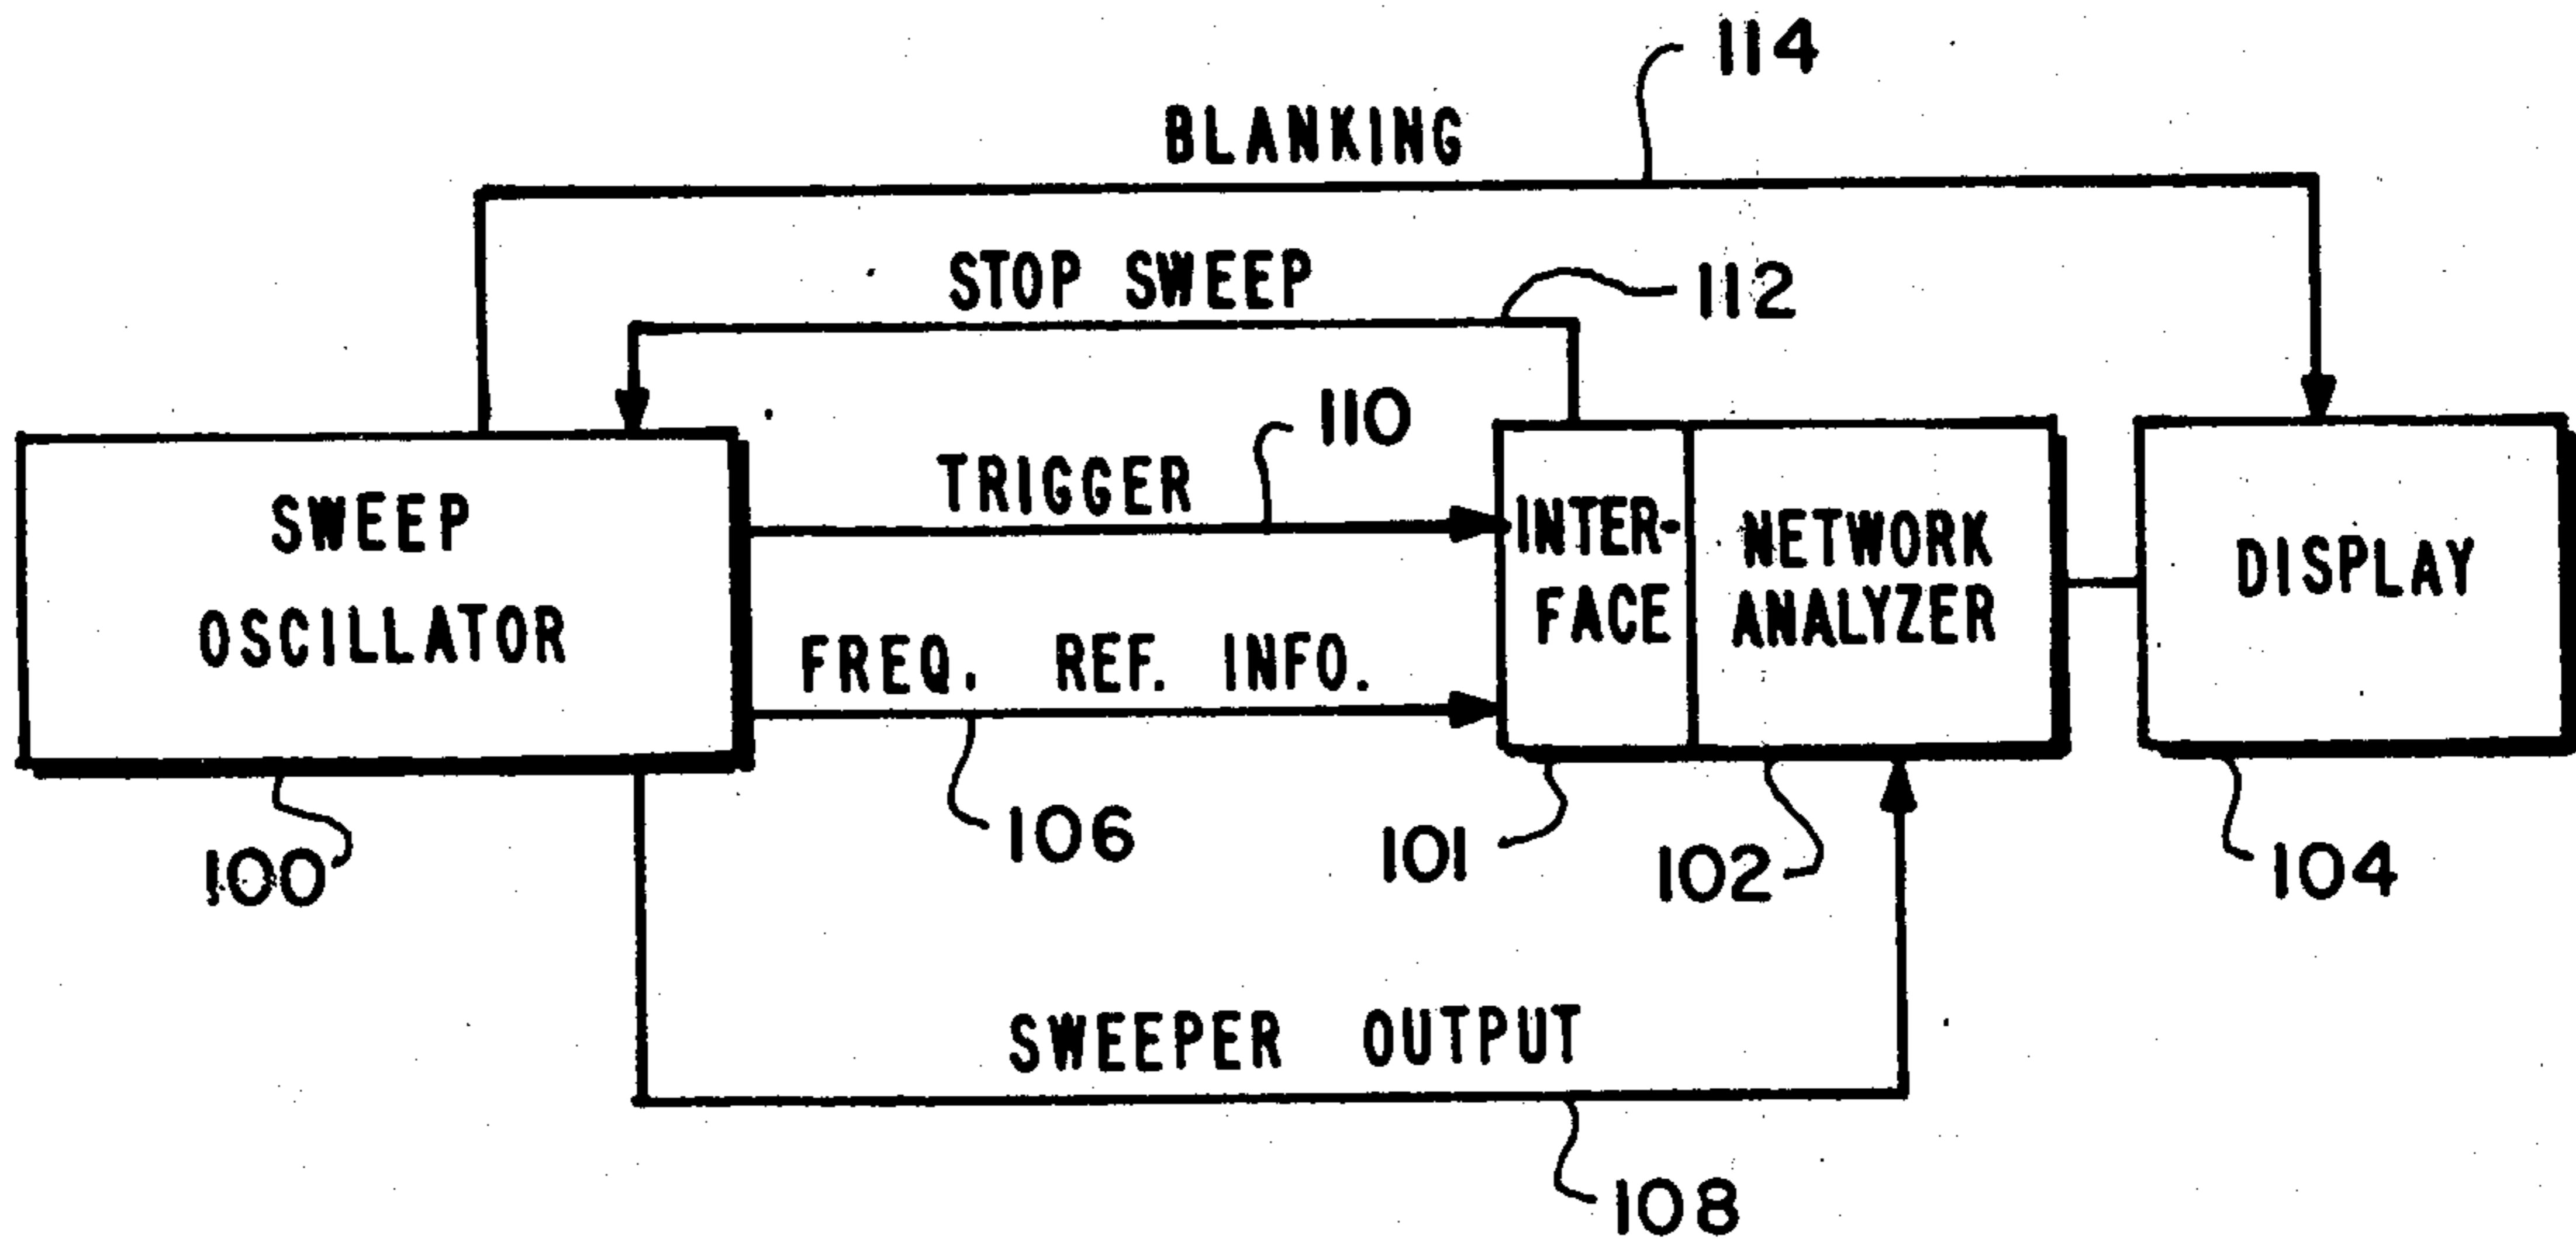 114
BLANKING
STOP SWEEP
112
110
TRIGGER
SWEEP
OSCILLATOR
INTER-
FACE
NETWORK
ANALYZER
DISPLAY
FREQ. REF. INFO.
106
100
101
102
104
SWEEPER OUTPUT
108